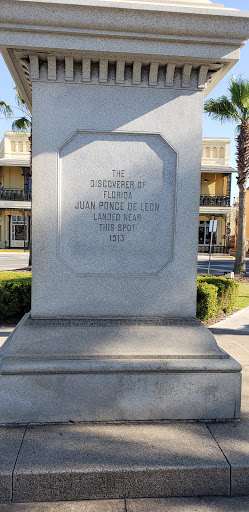 THE
DISCOVERER OF
FLORIDA
JUAN PONCE DE LEON
LANDED NEAR
THIS SPOT
1513